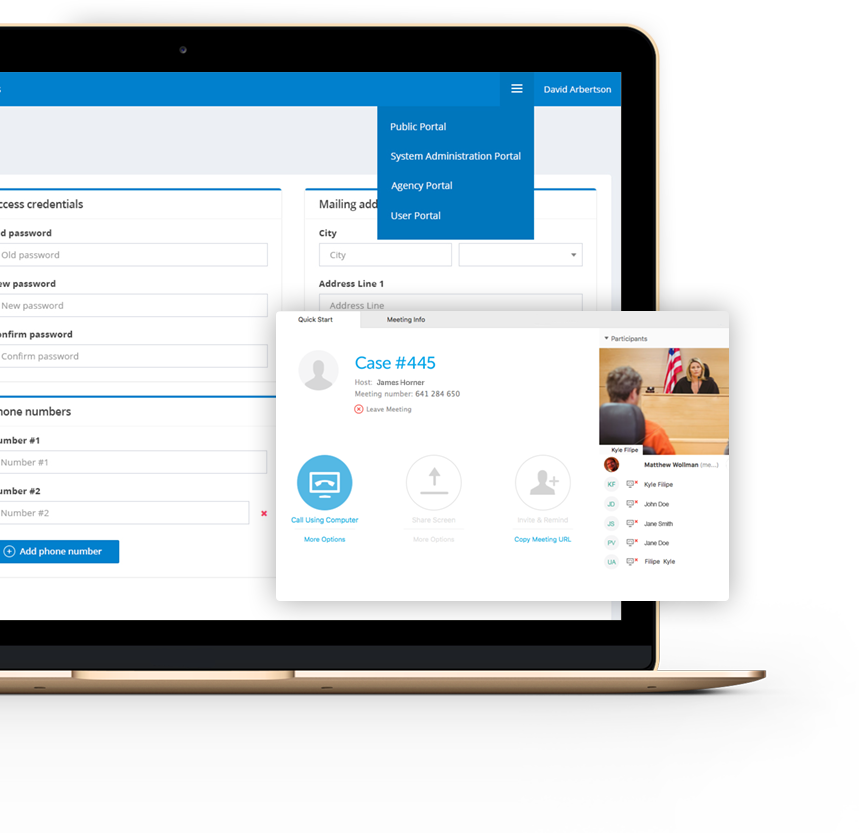 s
David Arbertson
Public Portal
System Administration Portal
Agency Portal
User Portal
ccess credentials
d password
Old password
ew password
New password
onfirm password
Confirm password
Mailing add
City
City
Address Line 1
Address Line
hone numbers
umber #1
Number #1
umber #2
Number #2
Add phone number
Quick Start
Meeting Info
Case #445
Host: James Horner
Meeting number: 641 284 650
Leave Meeting
Call Using Computer
More Options
Share Screen
More Options
Invite & Remind
Copy Meeting URL
Participants
Kyle Filipe
Matthew Wollman (me...)
KF Kyle Filipe
JD John Doe
JS Jane Smith
PV Jane Doe
UA Filipe Kyle